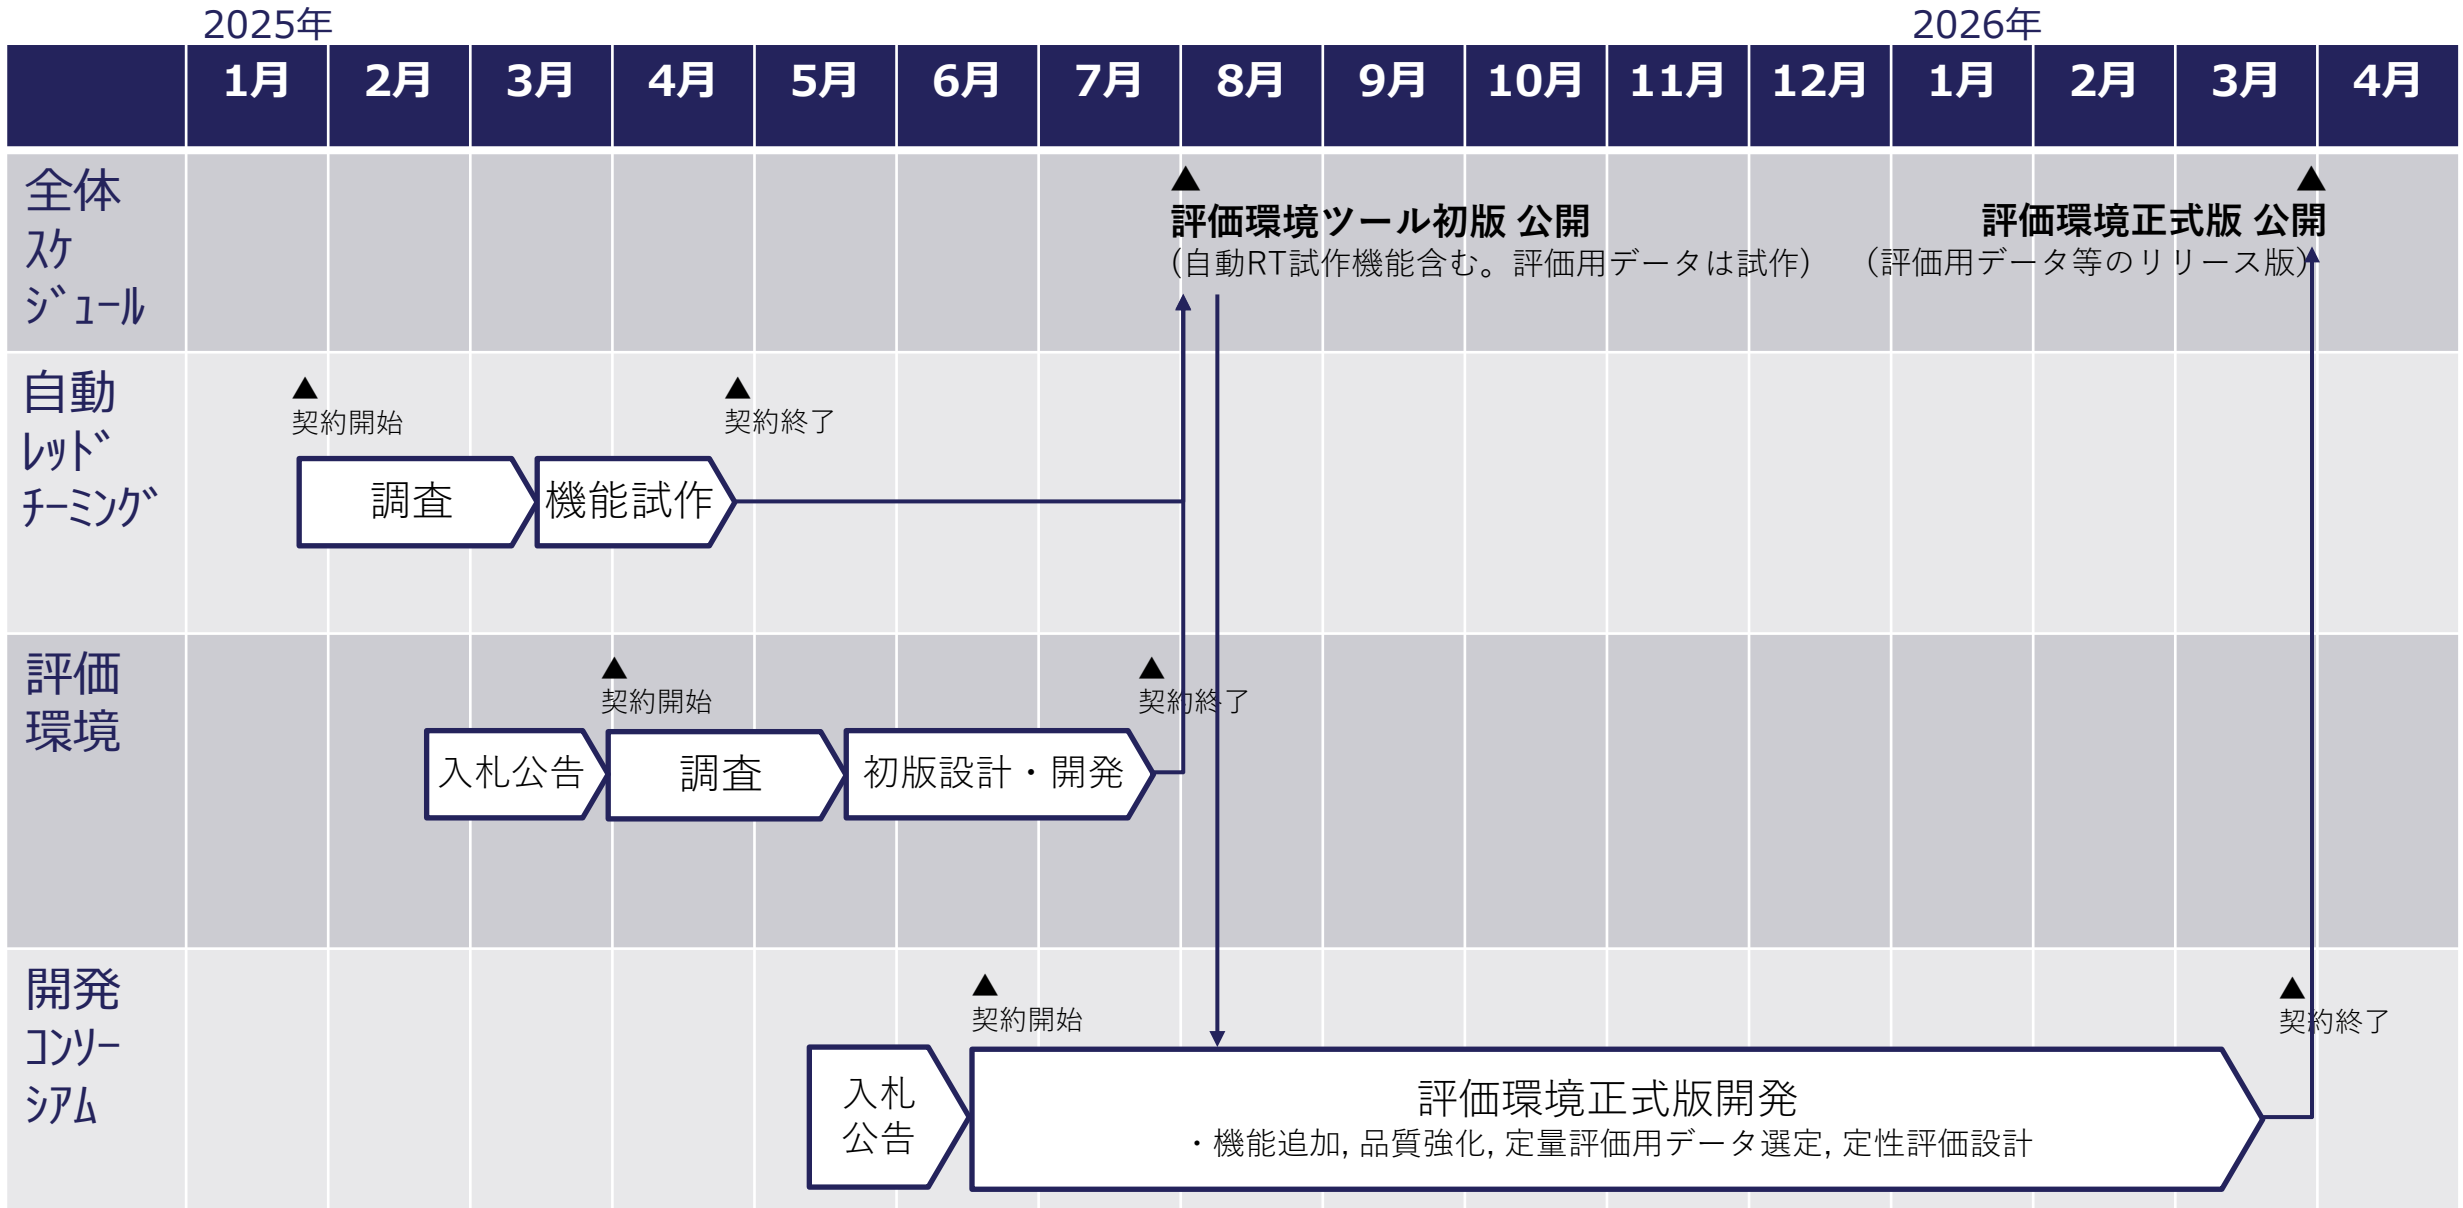 2025年
2026年
1月 2月 3月 4月 5月 6月 7月 8月 9月 10月 11月 12月 1月 2月 3月 4月
全体
ｽｹ
ｼﾞｭｰﾙ
▲
評価環境ツール初版 公開
(自動RT試作機能含む。評価用データは試作)
▲
評価環境正式版 公開
（評価用データ等のリリース版）
自動
ﾚｯﾄﾞ
ﾁｰﾐﾝｸﾞ
▲
契約開始
▲
契約終了
調査
機能試作
評価
環境
▲
契約開始
▲
契約終了
入札公告
調査
初版設計・開発
開発
ｺﾝｿｰ
ｼｱﾑ
▲
契約開始
▲
契約終了
入札
公告
評価環境正式版開発
・機能追加, 品質強化, 定量評価用データ選定, 定性評価設計